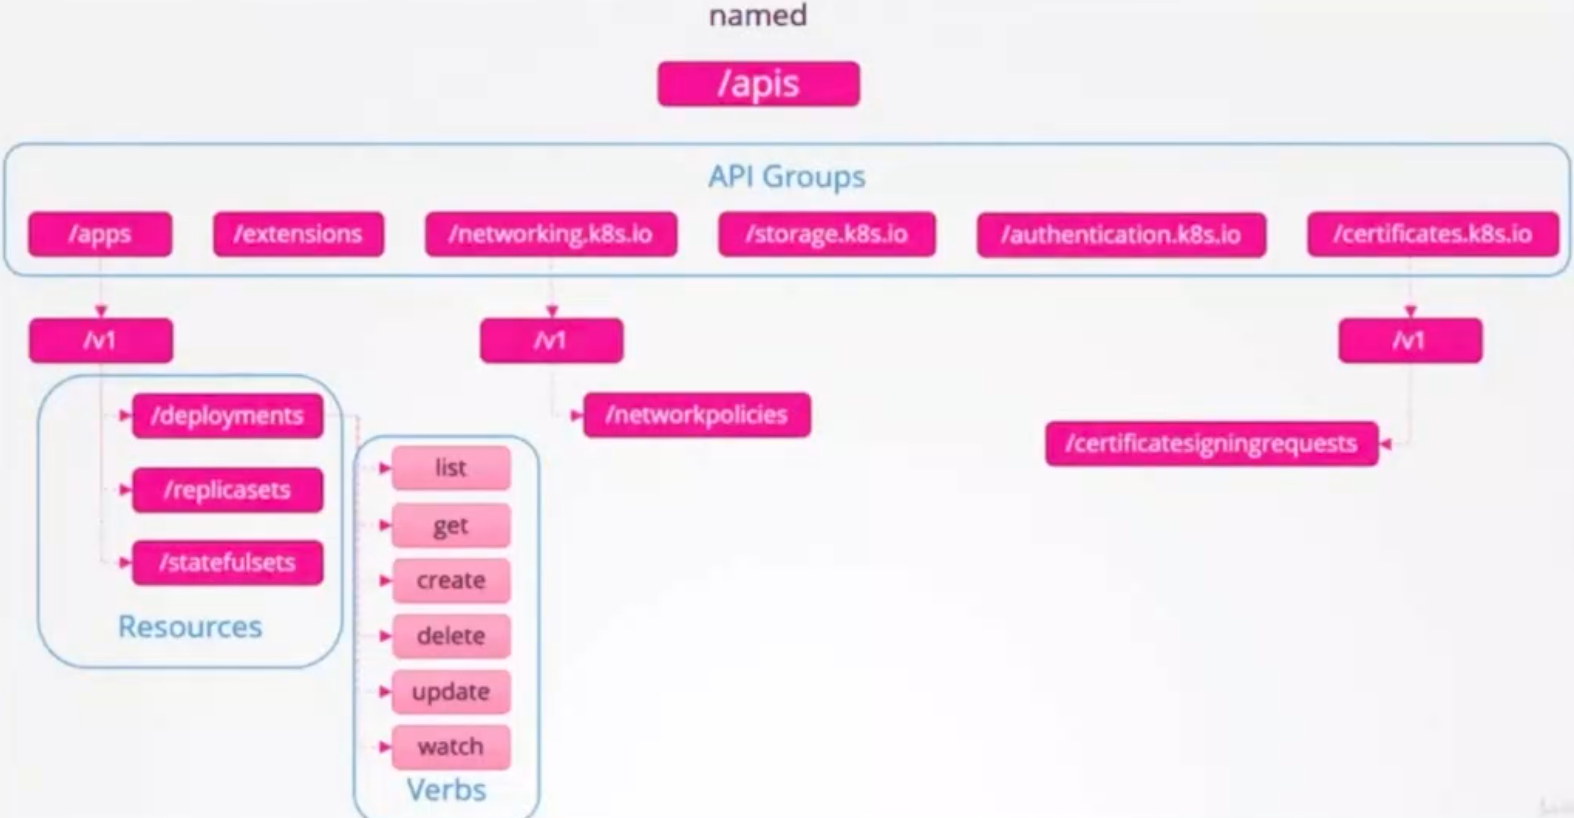 named
/apis
API Groups
/apps
/extensions
/networking.k8s.io
/storage.k8s.io
/authentication.k8s.io
/certificates.k8s.io
/v1
/v1
/v1
/deployments
/replicasets
/statefulsets
Resources
list
get
create
delete
update
watch
Verbs
/networkpolicies
/certificatesigningrequests